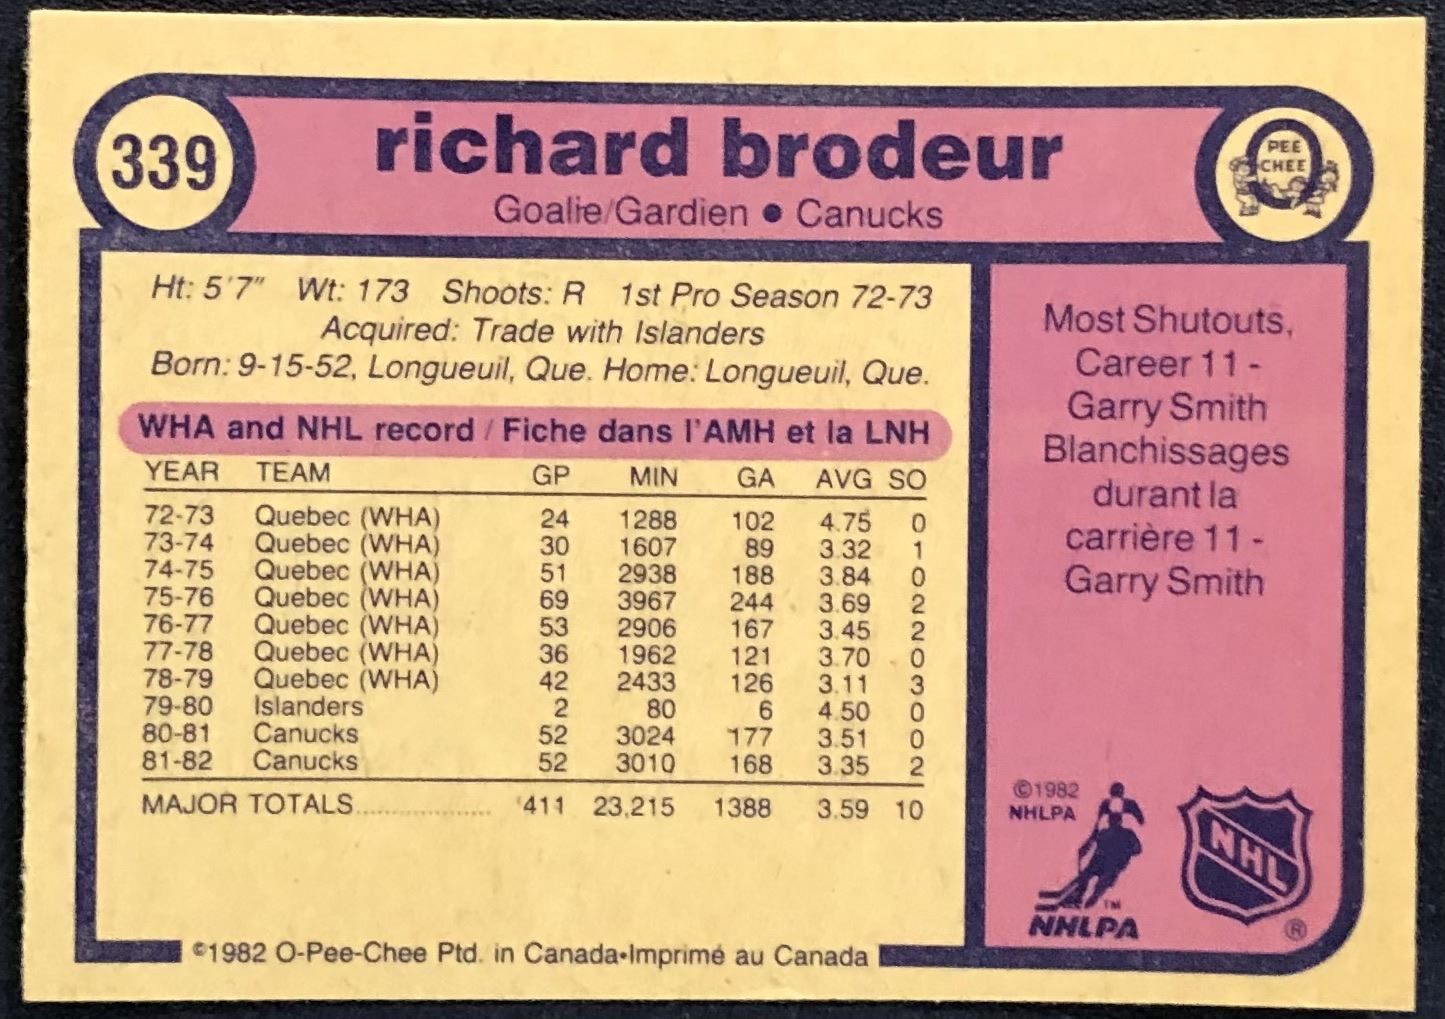 339
richard brodeur
Goalie/Gardien • Canucks
O
PEE
CHEE
Ht: 5'7" Wt: 173 Shoots: R 1st Pro Season 72-73
Acquired: Trade with Islanders
Born: 9-15-52, Longueuil, Que. Home: Longueuil, Que.
WHA and NHL record / Fiche dans l'AMH et la LNH
YEAR TEAM GP MIN GA AVG SO
72-73 Quebec (WHA) 24 1288 102 4.75 0
73-74 Quebec (WHA) 30 1607 89 3.32 1
74-75 Quebec (WHA) 51 2938 188 3.84 0
75-76 Quebec (WHA) 69 3967 244 3.69 2
76-77 Quebec (WHA) 53 2906 167 3.45 2
77-78 Quebec (WHA) 36 1962 121 3.70 0
78-79 Quebec (WHA) 42 2433 126 3.11 3
79-80 Islanders 2 80 6 4.50 0
80-81 Canucks 52 3024 177 3.51 0
81-82 Canucks 52 3010 168 3.35 2
MAJOR TOTALS.................... 411 23,215 1388 3.59 10
©1982 O-Pee-Chee Ptd. in Canada•Imprimé au Canada
Most Shutouts,
Career 11 -
Garry Smith
Blanchissages
durant la
carrière 11 -
Garry Smith
©1982
NHLPA
TM
NHLPA
NHL
®